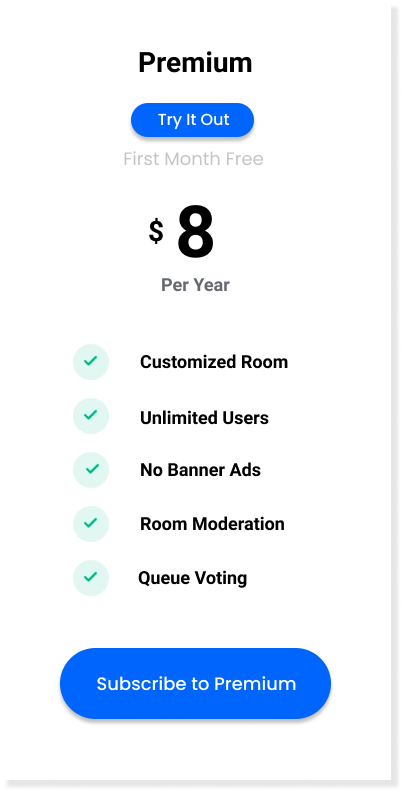 Premium
Try It Out
First Month Free
$ 8
Per Year
Customized Room
Unlimited Users
No Banner Ads
Room Moderation
Queue Voting
Subscribe to Premium